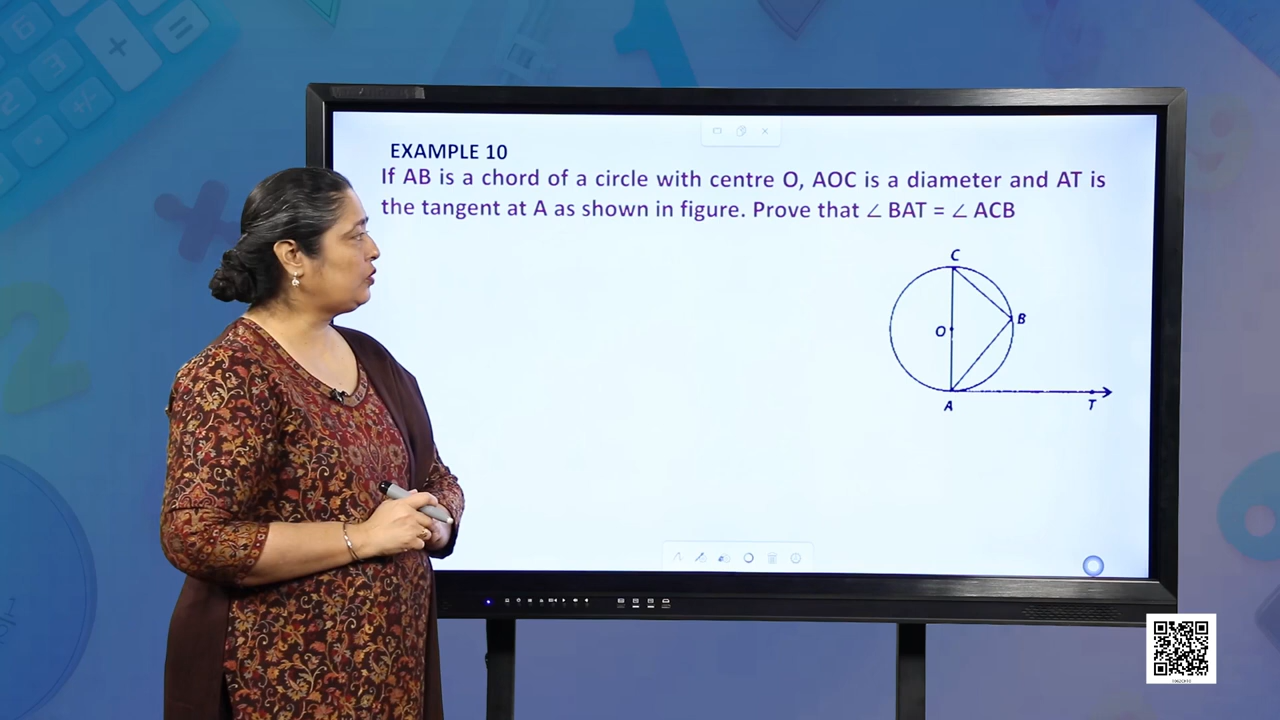 EXAMPLE 10
If AB is a chord of a circle with centre O, AOC is a diameter and AT is
the tangent at A as shown in figure. Prove that ∠ BAT = ∠ ACB
C
O
B
A
T